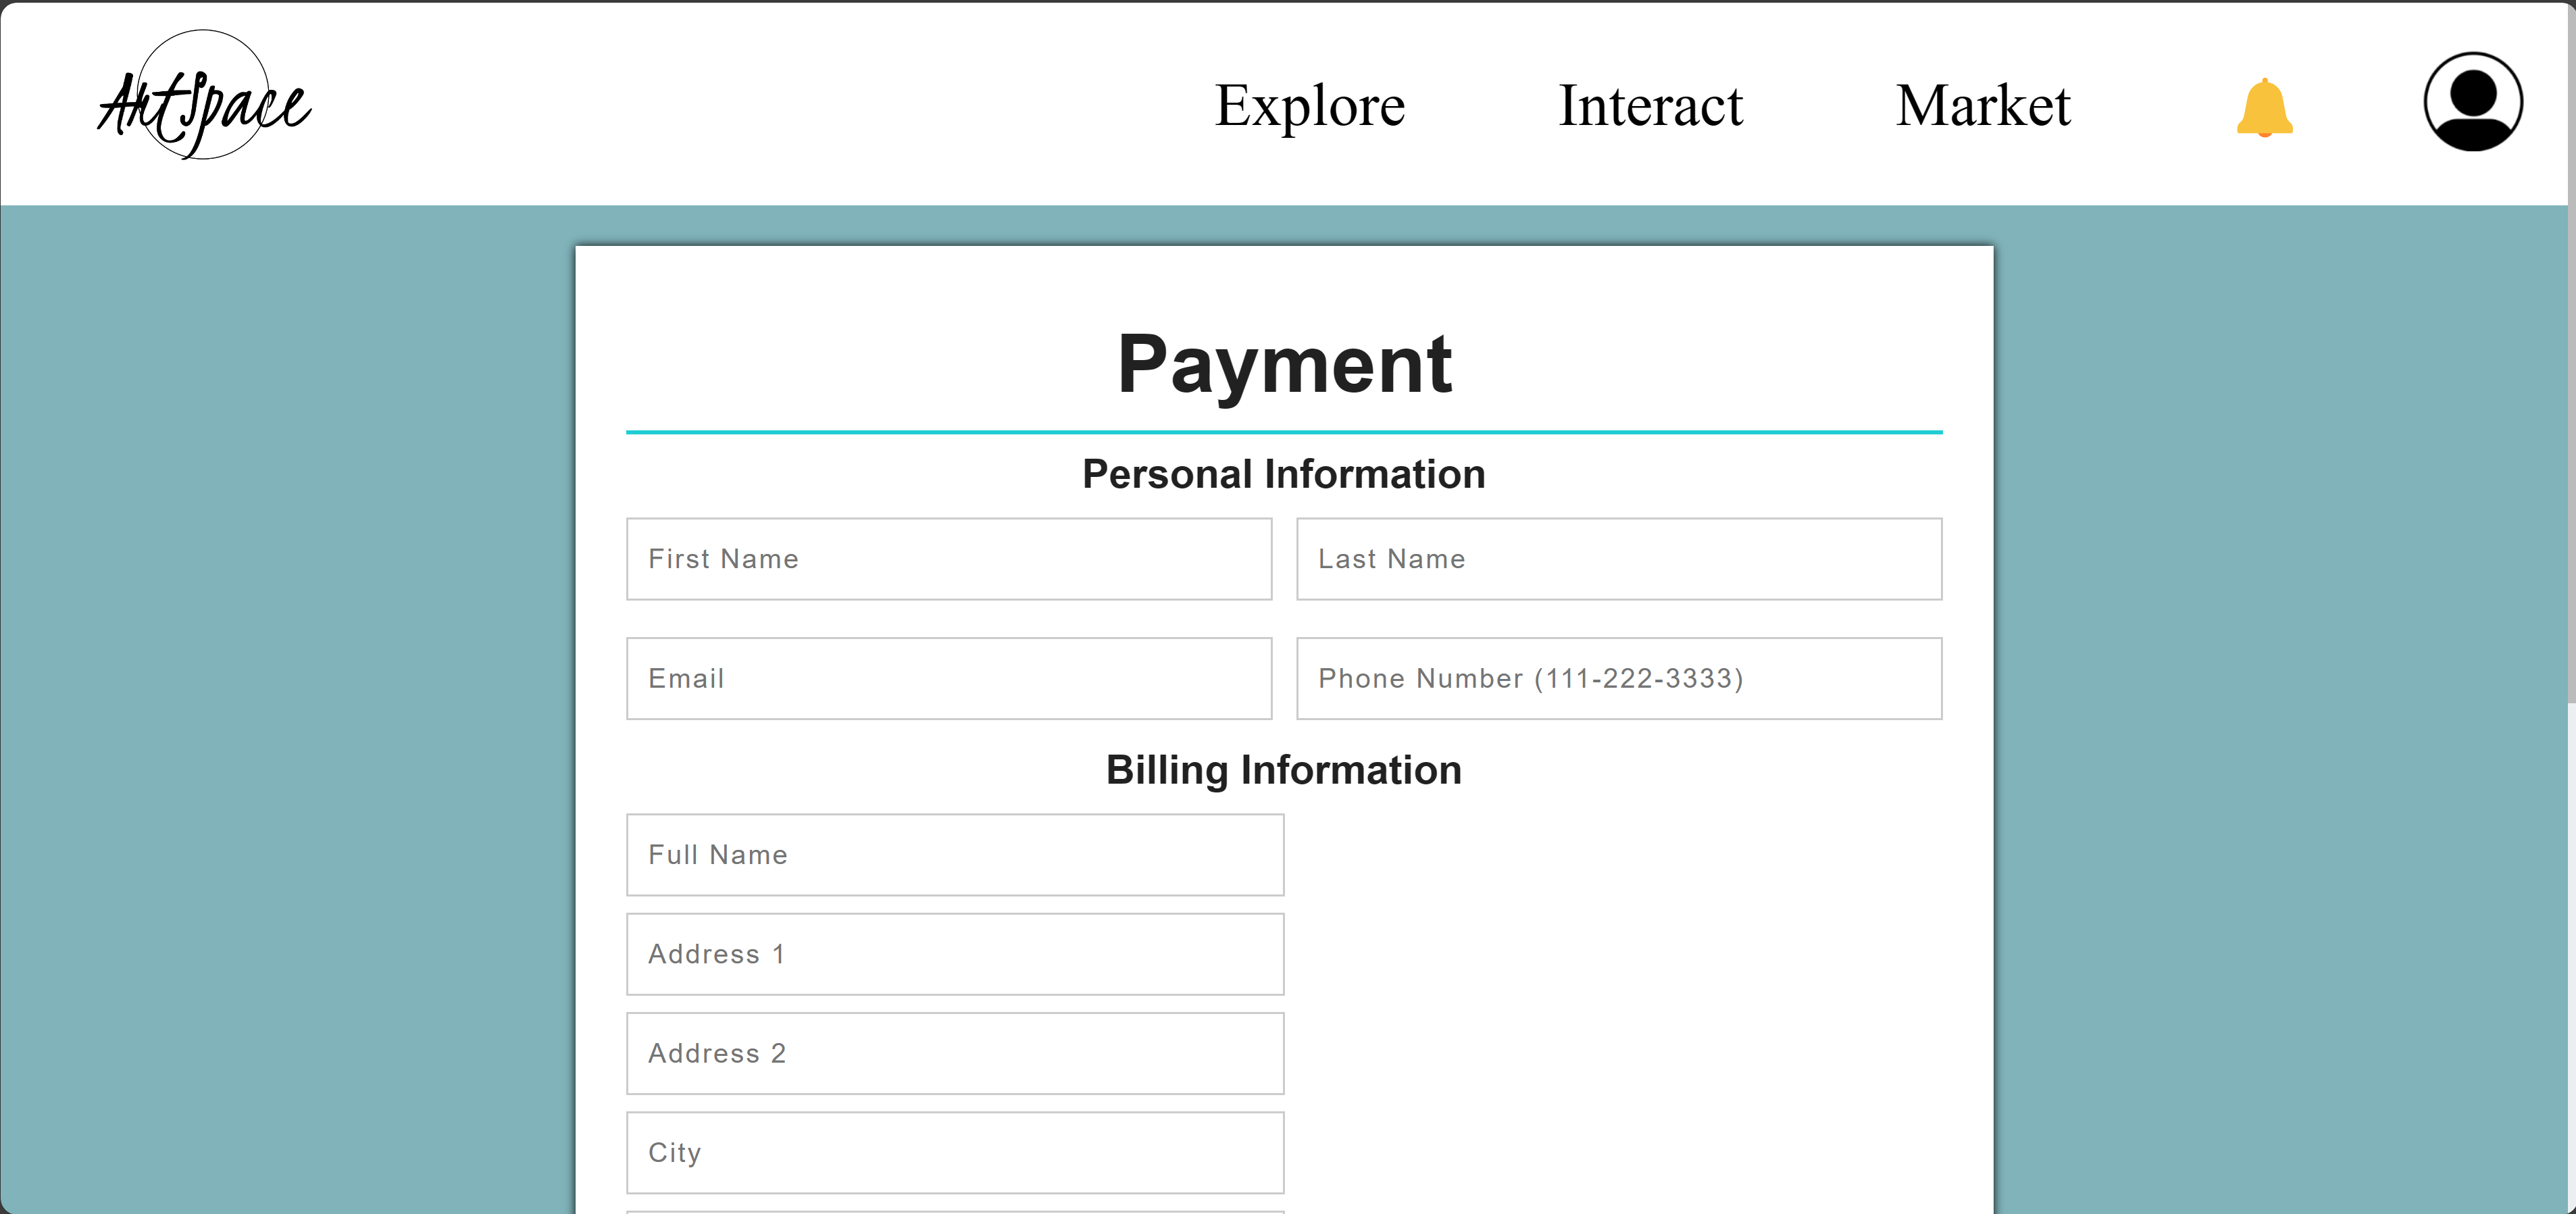 ArtSpace
Explore Interact Market
Payment
Personal Information
First Name Last Name
Email Phone Number (111-222-3333)
Billing Information
Full Name
Address 1
Address 2
City